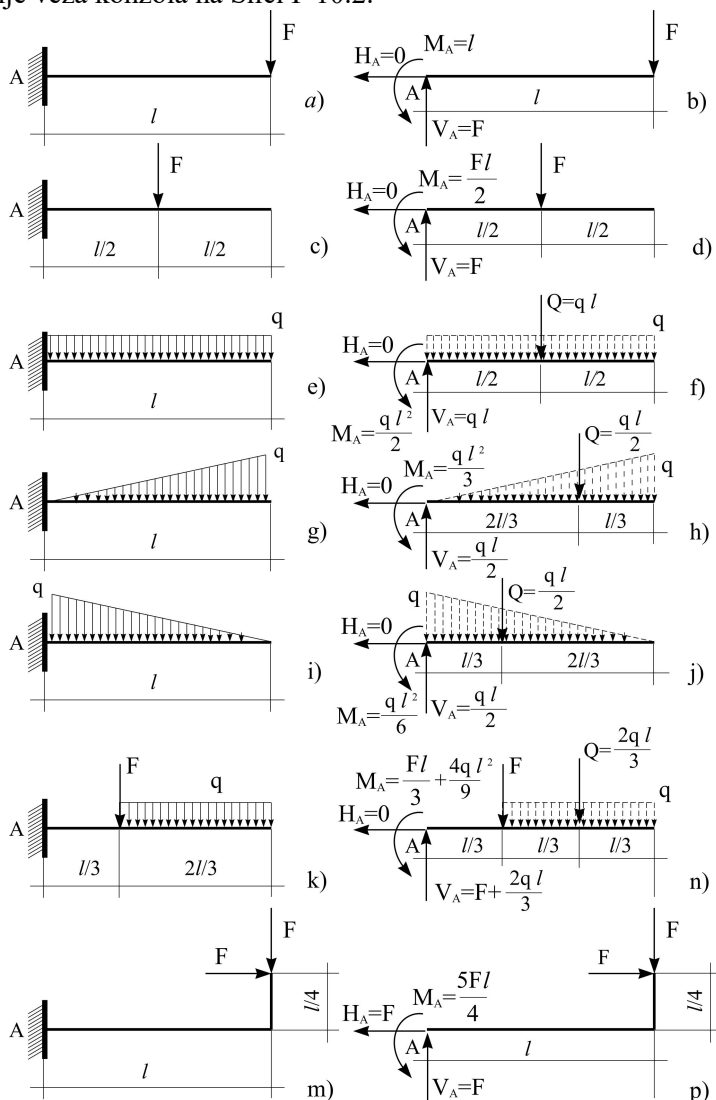 je veza konzola na Slici P 10.2.
F
A
l
a)
M_A=l
H_A=0
F
A
l
V_A=F
b)
F
A
l/2 l/2
c)
M_A=Fl/2
H_A=0
F
A
l/2 l/2
V_A=F
d)
q
A
l
e)
Q=q l
q
H_A=0
A
l/2 l/2
V_A=q l
M_A=q l²/2
f)
q
A
l
g)
Q=q l/2
M_A=q l²/3
q
H_A=0
A
2l/3 l/3
V_A=q l/2
h)
q
A
l
i)
Q=q l/2
q
H_A=0
A
l/3 2l/3
M_A=q l²/6
V_A=q l/2
j)
F
q
A
l/3 2l/3
k)
Q=2q l/3
M_A=Fl/3+4q l²/9
F
q
H_A=0
A
l/3 l/3 l/3
V_A=F+2q l/3
n)
F
F
l/4
A
l
m)
F
F
l/4
M_A=5Fl/4
H_A=F
A
l
V_A=F
p)